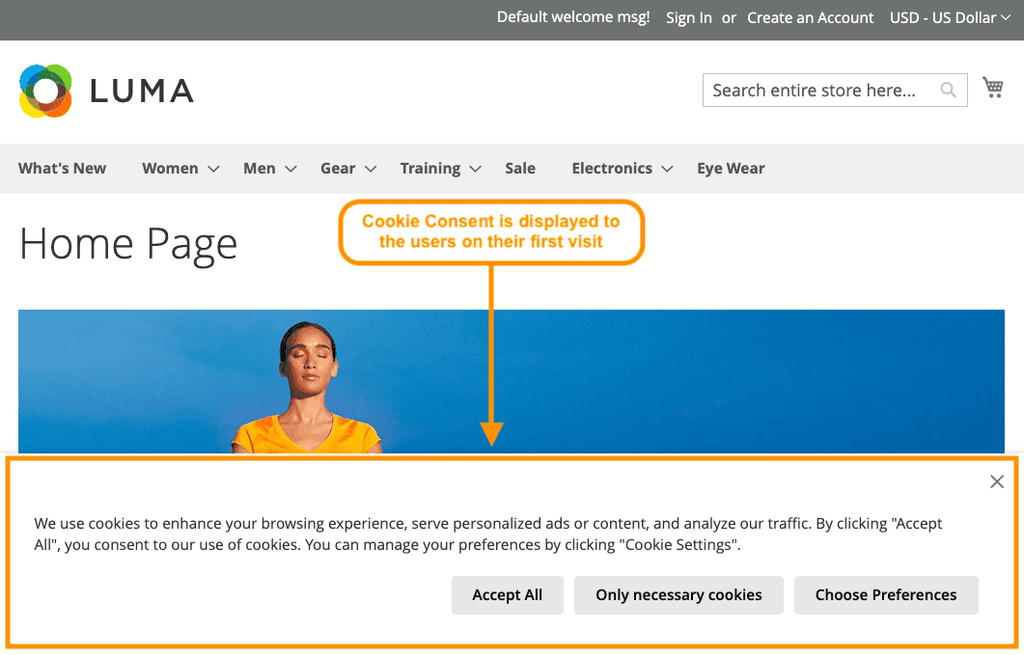 Default welcome msg! Sign In or Create an Account USD - US Dollar
LUMA
Search entire store here...
What's New Women Men Gear Training Sale Electronics Eye Wear
Cookie Consent is displayed to
the users on their first visit
Home Page
We use cookies to enhance your browsing experience, serve personalized ads or content, and analyze our traffic. By clicking "Accept
All", you consent to our use of cookies. You can manage your preferences by clicking "Cookie Settings".
Accept All Only necessary cookies Choose Preferences